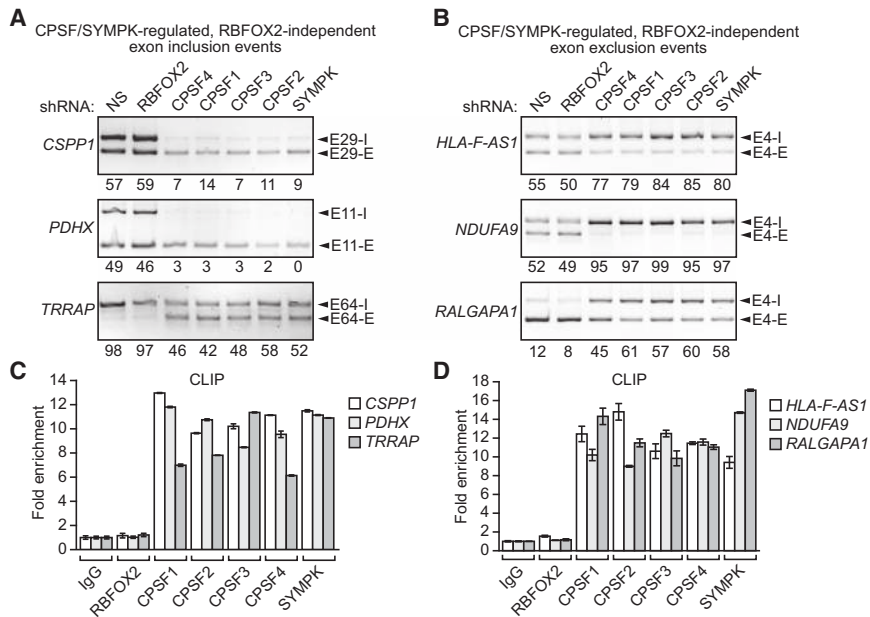 A
CPSF/SYMPK-regulated, RBFOX2-independent
exon inclusion events
shRNA: NS RBFOX2 CPSF4 CPSF1 CPSF3 CPSF2 SYMPK
CSPP1
E29-I
E29-E
57 59 7 14 7 11 9
PDHX
E11-I
E11-E
49 46 3 3 3 2 0
TRRAP
E64-I
E64-E
98 97 46 42 48 58 52
B
CPSF/SYMPK-regulated, RBFOX2-independent
exon exclusion events
shRNA: NS RBFOX2 CPSF4 CPSF1 CPSF3 CPSF2 SYMPK
HLA-F-AS1
E4-I
E4-E
55 50 77 79 84 85 80
NDUFA9
E4-I
E4-E
52 49 95 97 99 95 97
RALGAPA1
E4-I
E4-E
12 8 45 61 57 60 58
C
CLIP
Fold enrichment
14
12
10
8
6
4
2
0
CSPP1
PDHX
TRRAP
IgG RBFOX2 CPSF1 CPSF2 CPSF3 CPSF4 SYMPK
D
CLIP
Fold enrichment
18
16
14
12
10
8
6
4
2
0
HLA-F-AS1
NDUFA9
RALGAPA1
IgG RBFOX2 CPSF1 CPSF2 CPSF3 CPSF4 SYMPK